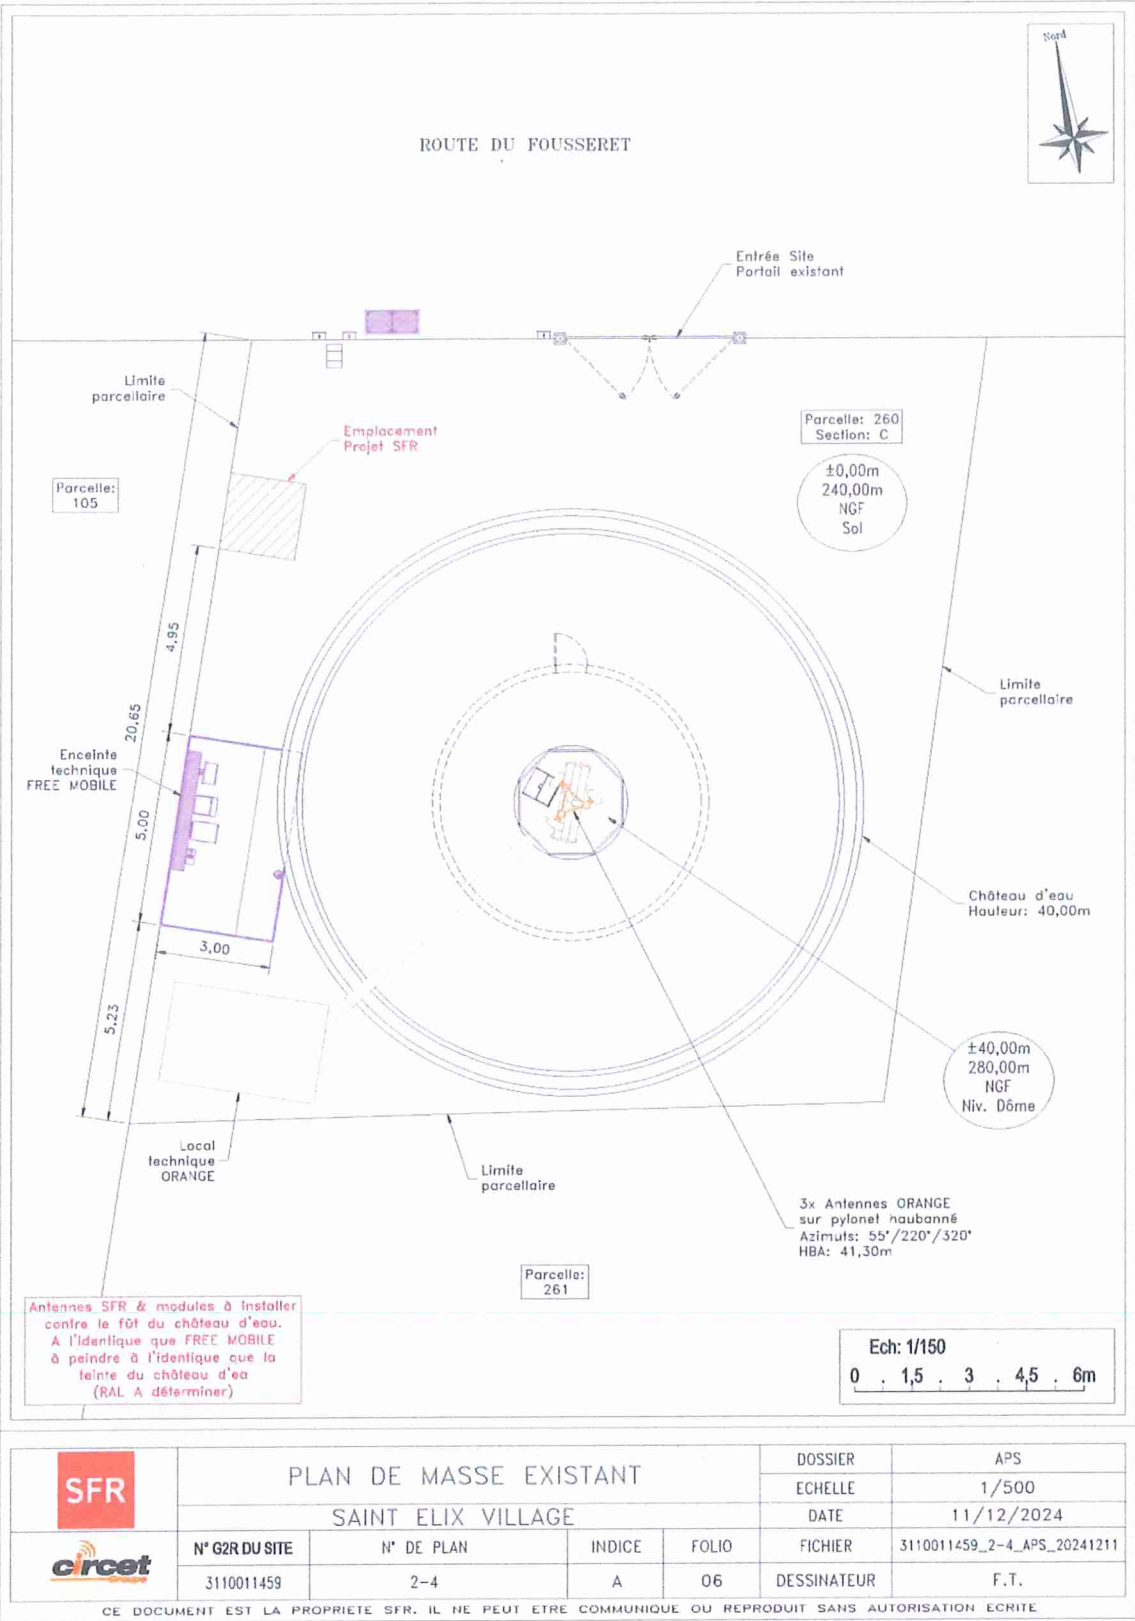 Nord
ROUTE DU FOUSSERET
Entrée Site
Portail existant
Limite
parcellaire
Emplacement
Projet SFR
Parcelle: 260
Section: C
±0,00m
240,00m
NGF
Sol
Parcelle:
105
4.95
20.65
Limite
parcellaire
Enceinte
technique
FREE MOBILE
5.00
Château d'eau
Hauteur: 40,00m
3.00
5.23
±40,00m
280,00m
NGF
Niv. Dôme
Local
technique
ORANGE
Limite
parcellaire
3x Antennes ORANGE
sur pylonet haubanné
Azimuts: 55°/220°/320°
HBA: 41,30m
Parcelle:
261
Antennes SFR & modules à installer
contre le fût du château d'eau.
A l'identique que FREE MOBILE
à peindre à l'identique que la
teinte du château d'ea
(RAL A déterminer)
Ech: 1/150
0 . 1,5 . 3 . 4,5 . 6m
SFR
PLAN DE MASSE EXISTANT
DOSSIER APS
ECHELLE 1/500
SAINT ELIX VILLAGE
DATE 11/12/2024
circet
Groupe
N° G2R DU SITE N° DE PLAN INDICE FOLIO FICHIER 3110011459_2-4_APS_20241211
3110011459 2-4 A 06 DESSINATEUR F.T.
CE DOCUMENT EST LA PROPRIETE SFR. IL NE PEUT ETRE COMMUNIQUE OU REPRODUIT SANS AUTORISATION ECRITE